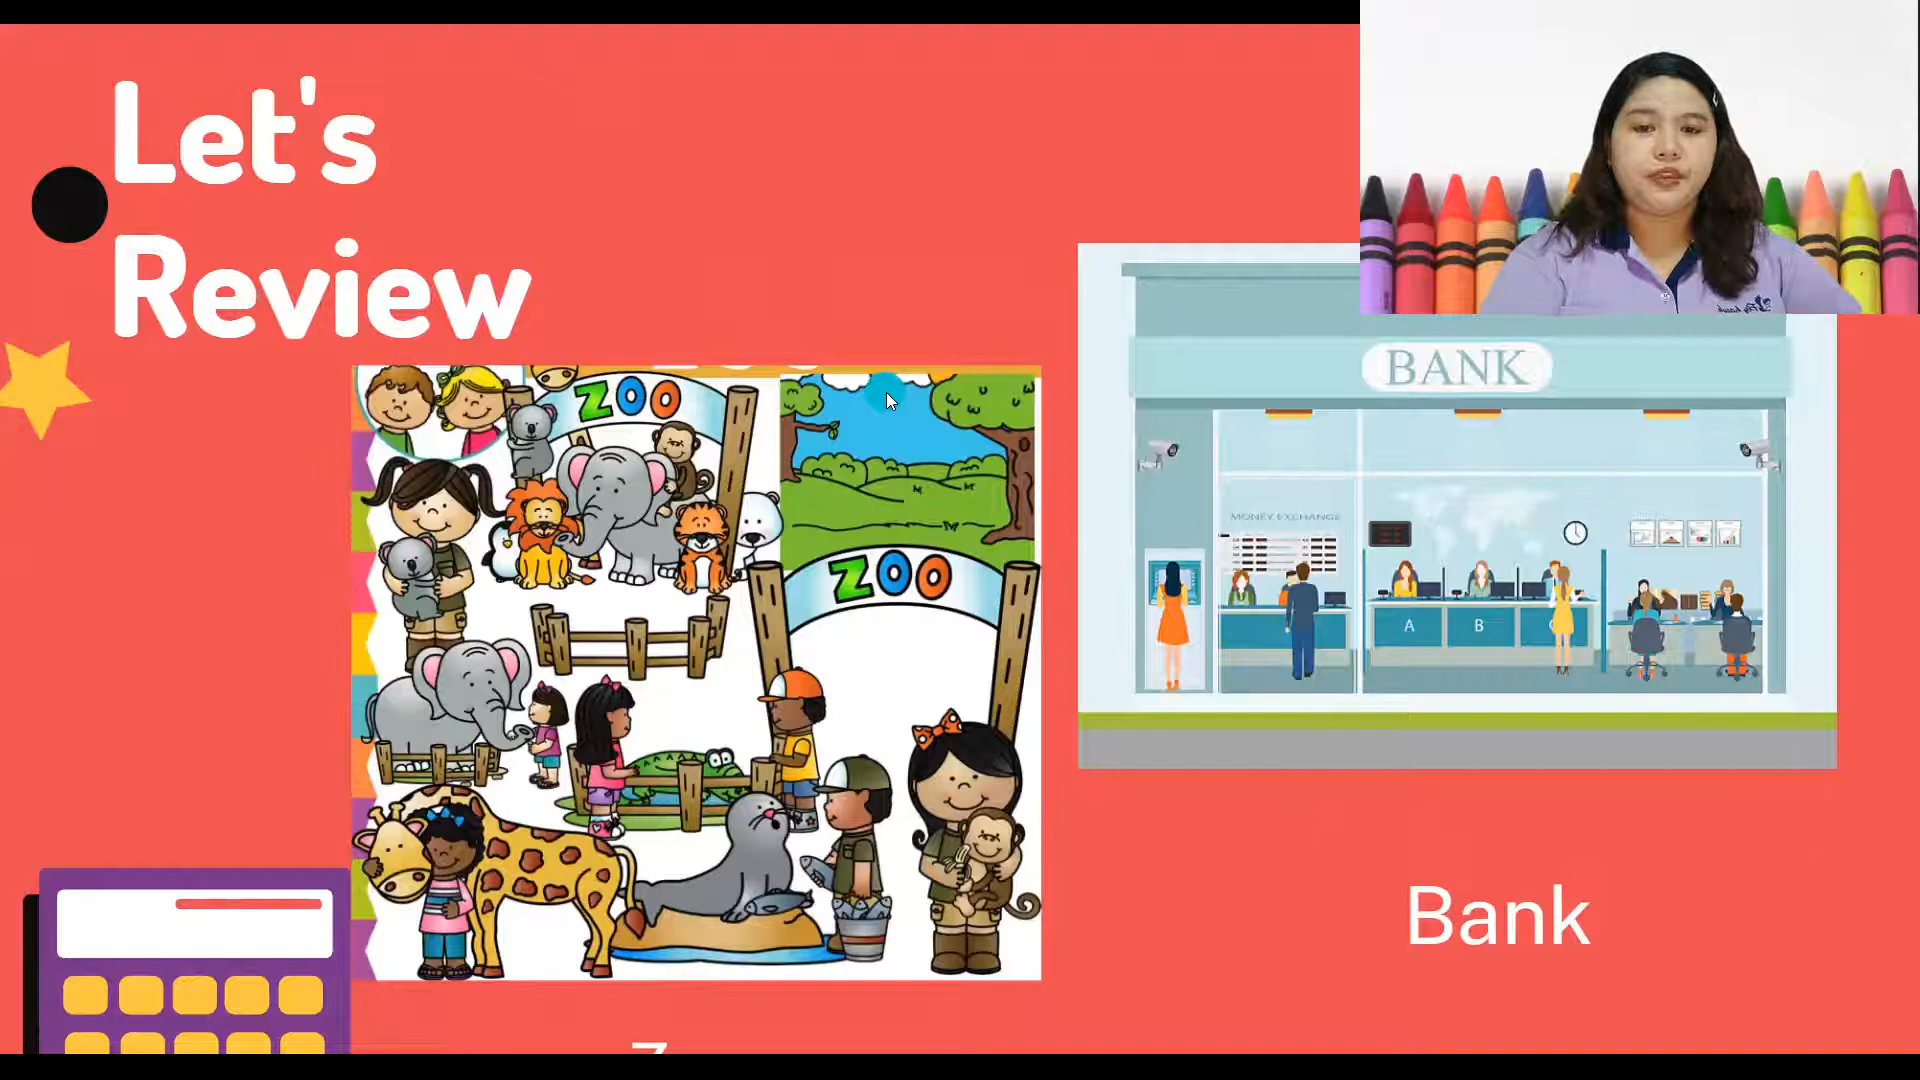 Let's
Review
ZOO
ZOO
BANK
MONEY EXCHANGE
A
B
C
Bank